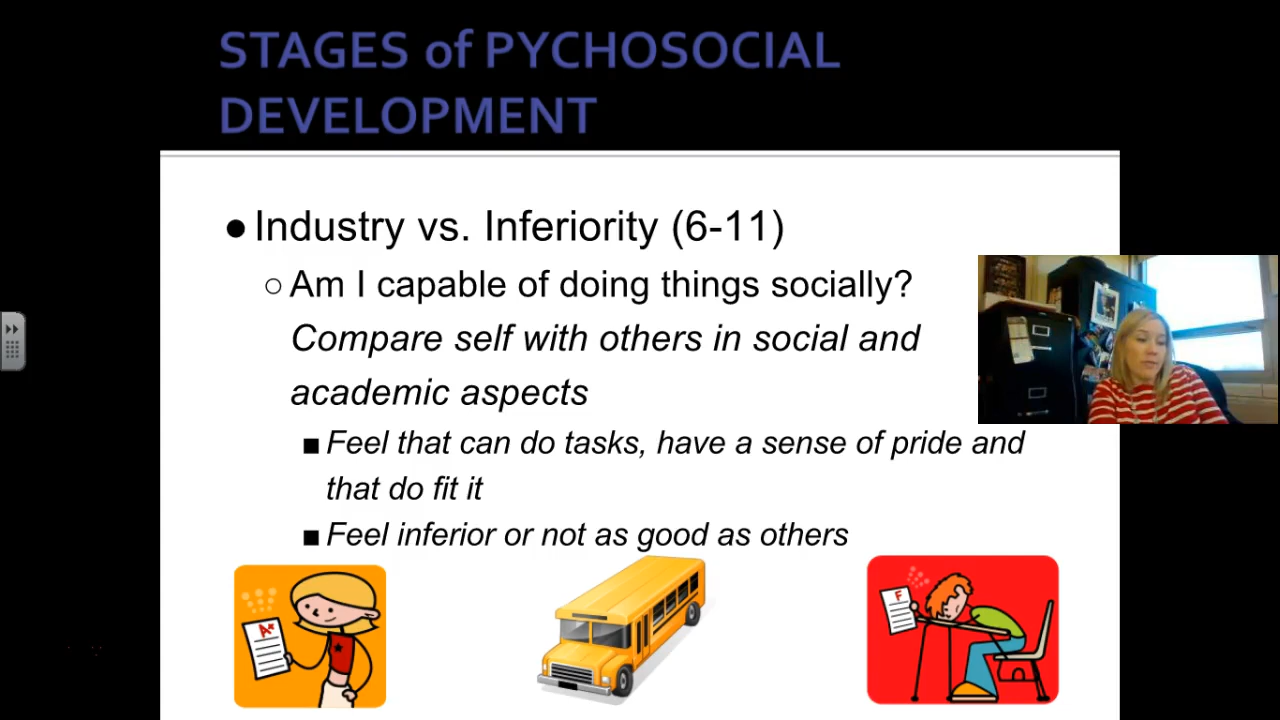 STAGES of PYCHOSOCIAL
DEVELOPMENT
● Industry vs. Inferiority (6-11)
○ Am I capable of doing things socially?
Compare self with others in social and
academic aspects
■ Feel that can do tasks, have a sense of pride and
that do fit it
■ Feel inferior or not as good as others
A+
F